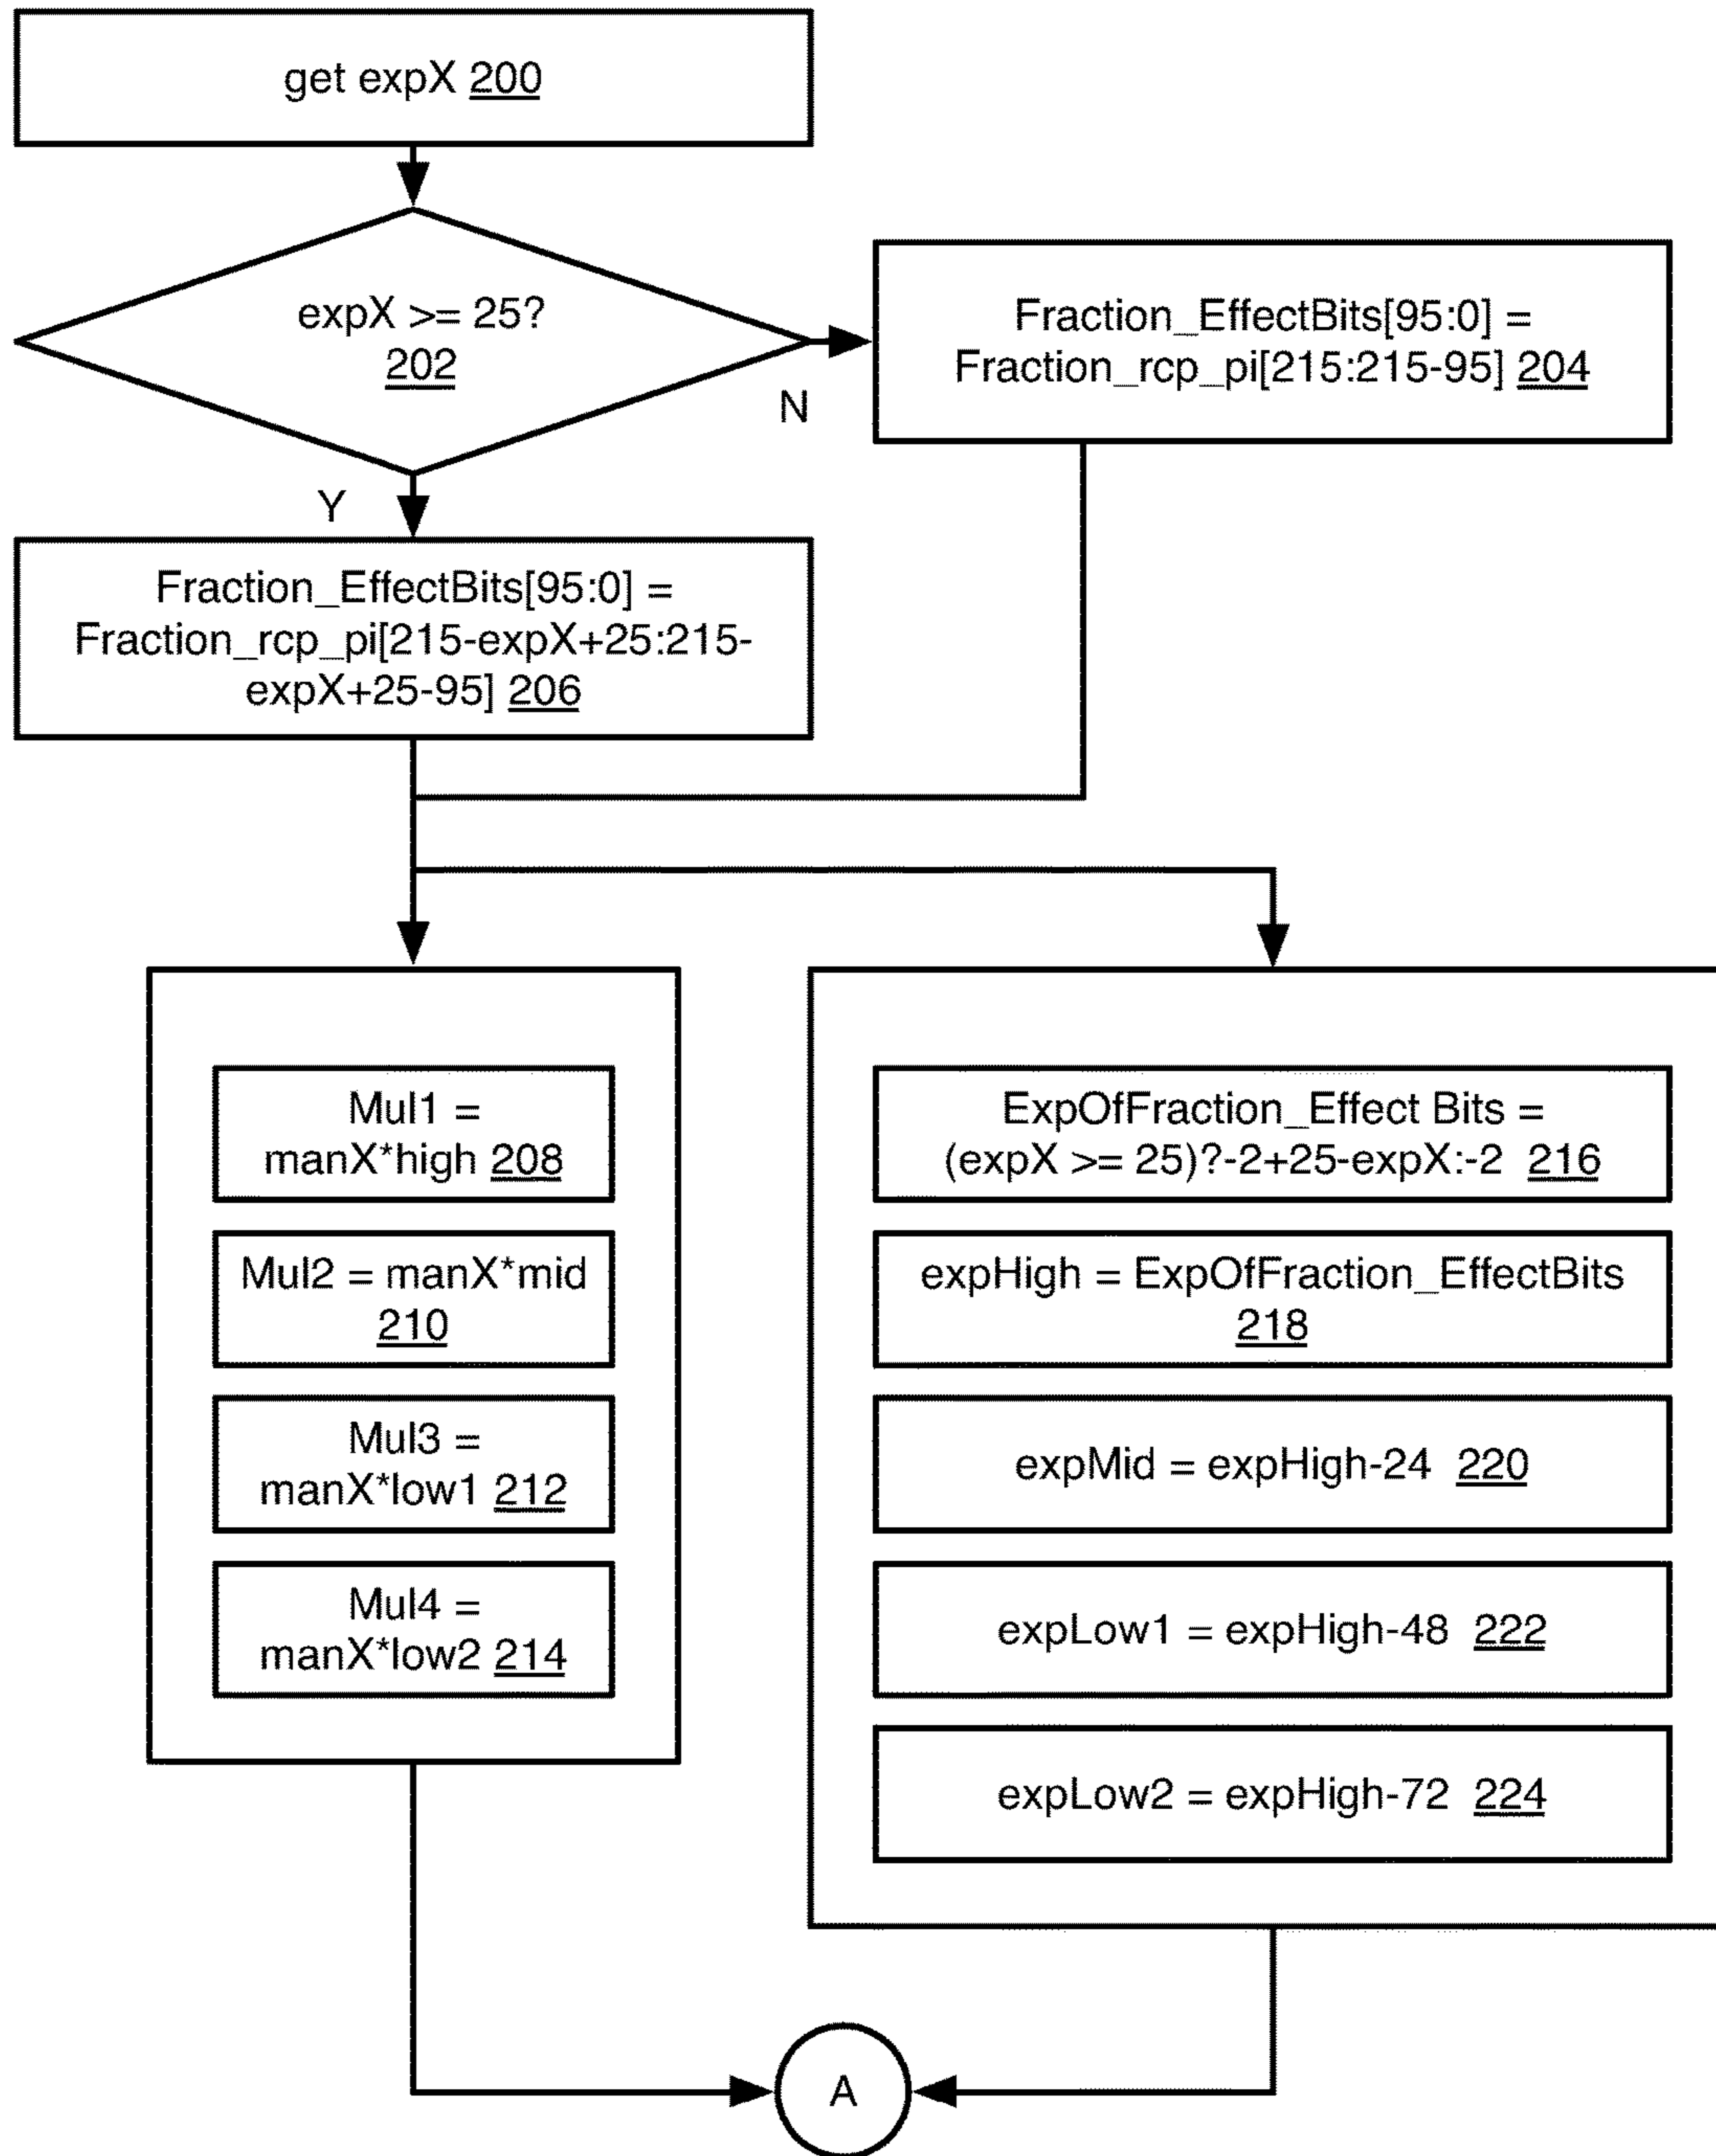 get expX 200
expX >= 25?
202
N
Fraction_EffectBits[95:0] =
Fraction_rcp_pi[215:215-95] 204
Y
Fraction_EffectBits[95:0] =
Fraction_rcp_pi[215-expX+25:215-
expX+25-95] 206
Mul1 =
manX*high 208
Mul2 = manX*mid
210
Mul3 =
manX*low1 212
Mul4 =
manX*low2 214
ExpOfFraction_Effect Bits =
(expX >= 25)?-2+25-expX:-2 216
expHigh = ExpOfFraction_EffectBits
218
expMid = expHigh-24 220
expLow1 = expHigh-48 222
expLow2 = expHigh-72 224
A